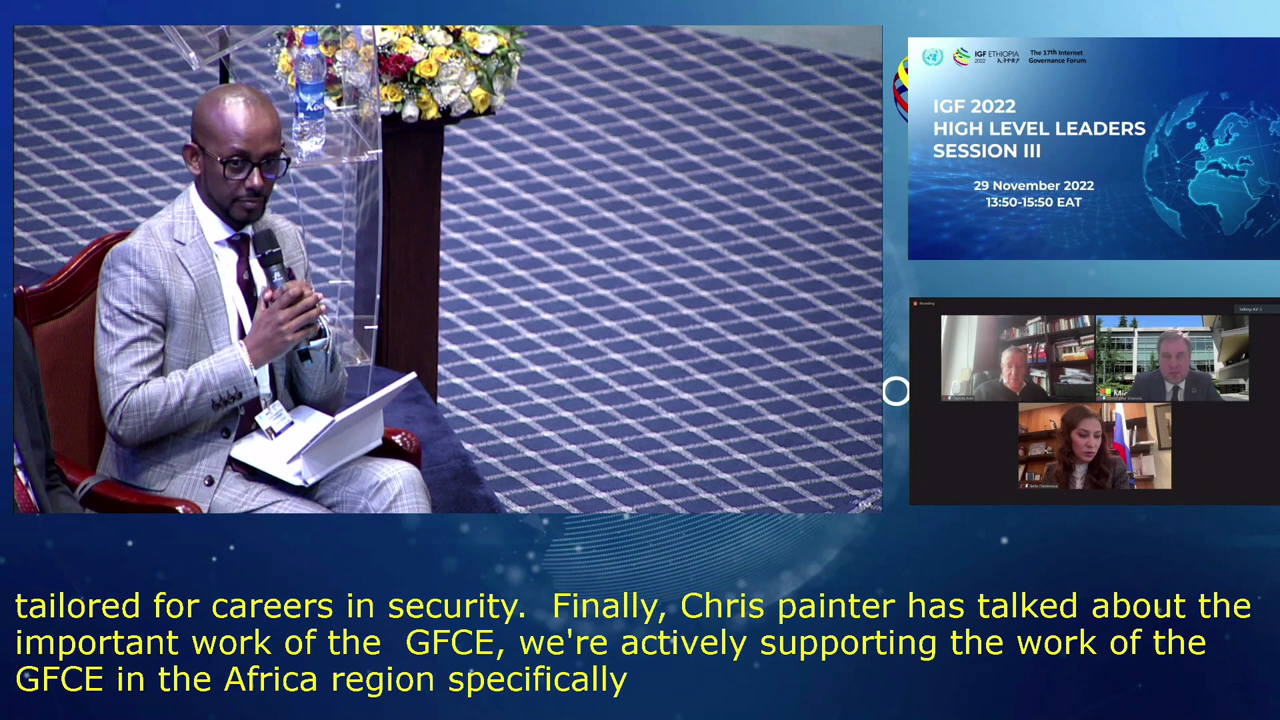 IGF ETHIOPIA
2022 ኢትዮጵያ
The 17th Internet
Governance Forum
IGF 2022
HIGH LEVEL LEADERS
SESSION III
29 November 2022
13:50-15:50 EAT
Recording
O
tailored for careers in security.  Finally, Chris painter has talked about the
important work of the  GFCE, we're actively supporting the work of the
GFCE in the Africa region specifically